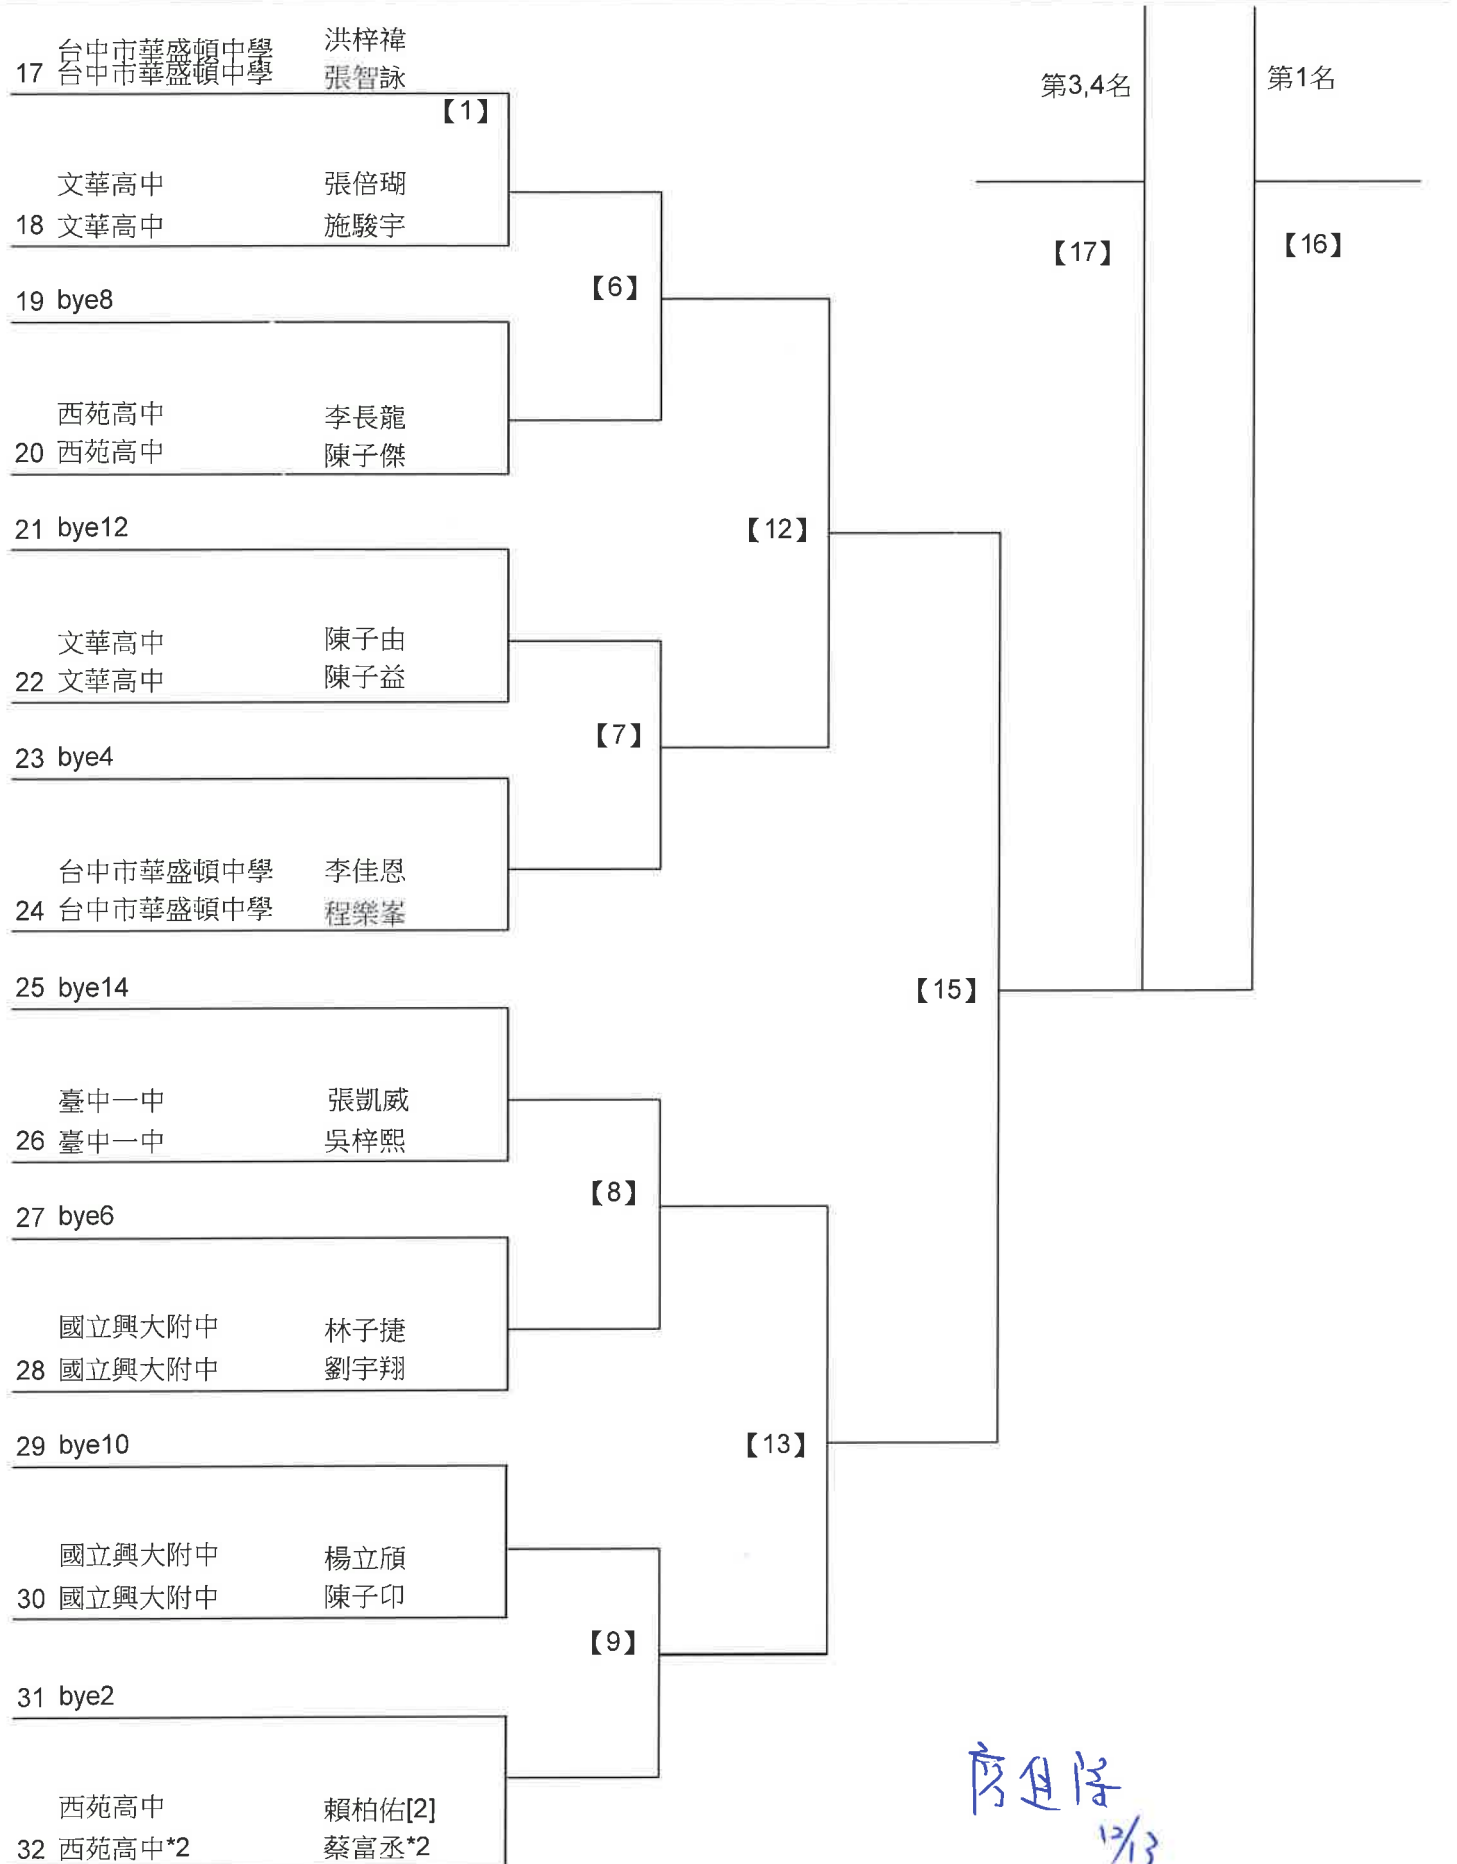 台中市華盛頓中學 洪梓禕
17 台中市華盛頓中學 張智詠
第3,4名 第1名
【1】
文華高中 張倍瑚
18 文華高中 施駿宇
【17】 【16】
19 bye8
【6】
西苑高中 李長龍
20 西苑高中 陳子傑
21 bye12
【12】
文華高中 陳子由
22 文華高中 陳子益
【7】
23 bye4
台中市華盛頓中學 李佳恩
24 台中市華盛頓中學 程樂峯
25 bye14
【15】
臺中一中 張凱威
26 臺中一中 吳梓熙
【8】
27 bye6
國立興大附中 林子捷
28 國立興大附中 劉宇翔
29 bye10
【13】
國立興大附中 楊立頎
30 國立興大附中 陳子印
【9】
31 bye2
西苑高中 賴柏佑[2]
32 西苑高中*2 蔡富丞*2
12/13